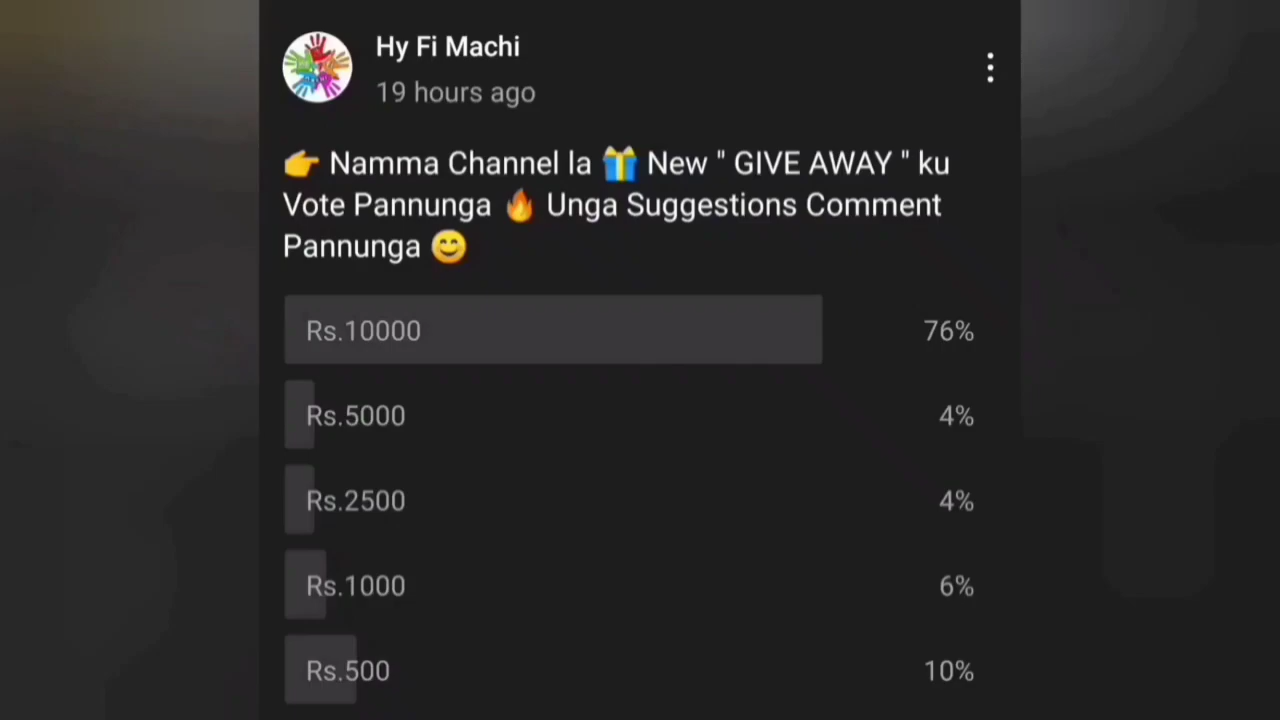 Hy Fi Machi
19 hours ago
👉 Namma Channel la 🎁 New " GIVE AWAY " ku
Vote Pannunga 🔥 Unga Suggestions Comment
Pannunga 😊
Rs.10000 76%
Rs.5000 4%
Rs.2500 4%
Rs.1000 6%
Rs.500 10%